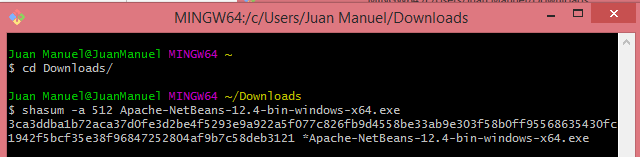 MINGW64:/c/Users/Juan Manuel/Downloads
Juan Manuel@JuanManuel MINGW64 ~
$ cd Downloads/
Juan Manuel@JuanManuel MINGW64 ~/Downloads
$ shasum -a 512 Apache-NetBeans-12.4-bin-windows-x64.exe
3ca3ddba1b72aca37d0fe3d2be4f5293e9a922a5f077c826fb9d4558be33ab9e303f58b0ff95568635430fc
1942f5bcf35e38f96847252804af9b7c58deb3121 *Apache-NetBeans-12.4-bin-windows-x64.exe